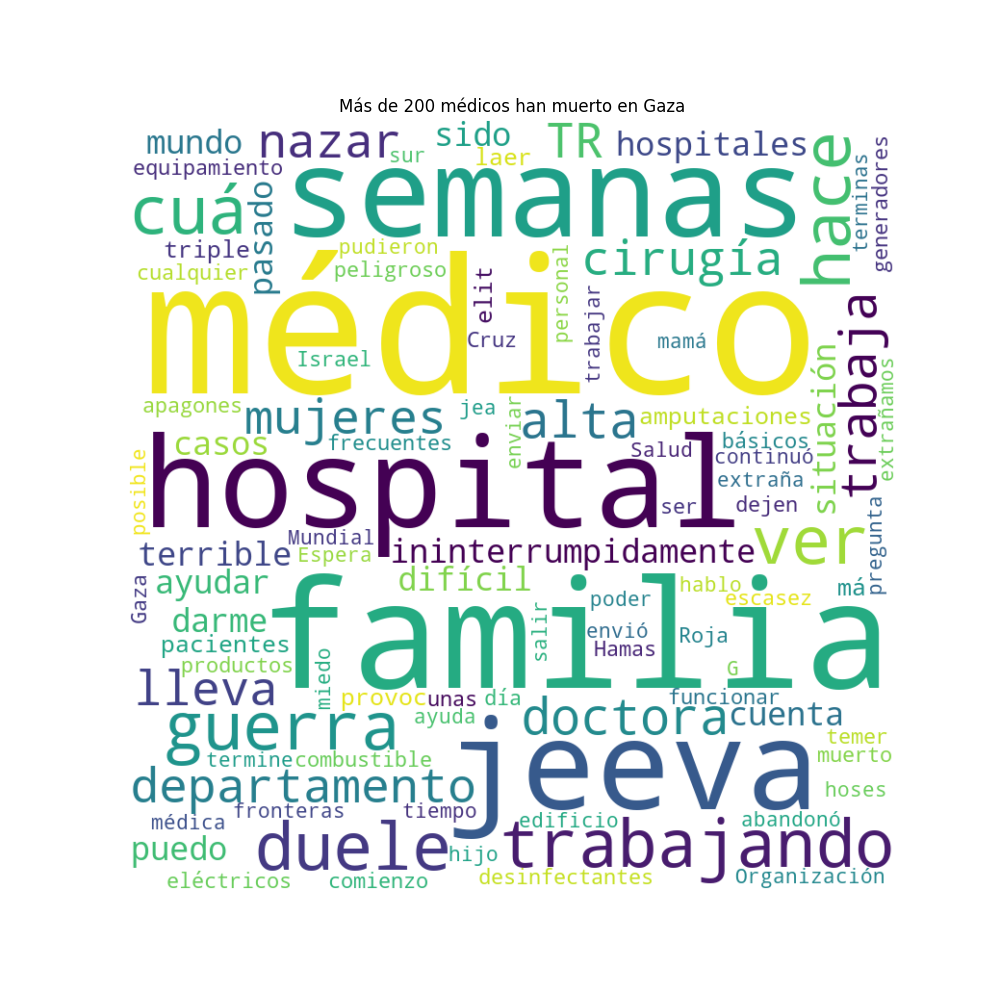 Más de 200 médicos han muerto en Gaza
mundo
nazar
sur
sido
laer
TR
hospitales
hace
terminas
generadores
equipamiento
cuá
pasado
semanas
triple
cualquier
pudieron
peligroso
elit
personal
cirugía
médico
Israel
Cruz
trabajar
mamá
situación
trabaja
extrañamos
apagones
mujeres
jea
enviar
alta
amputaciones
casos
frecuentes
Salud
básicos
continuó
posible
hospital
extraña
ser
dejen
pregunta
terrible
Mundial
Espera
ininterrumpidamente
ver
Gaza
ayudar
difícil
hablo
escasez
má
darme
familia
poder
salir
envió
Roja
Hamas
pacientes
productos
miedo
G
lleva
provoc
unas
día
funcionar
guerra
ayuda
doctora
cuenta
termine
combustible
jeeva
temer
muerto
departamento
hoses
médica
fronteras
tiempo
edificio
abandonó
puedo
duele
hijo
trabajando
eléctricos
comienzo
desinfectantes
Organización